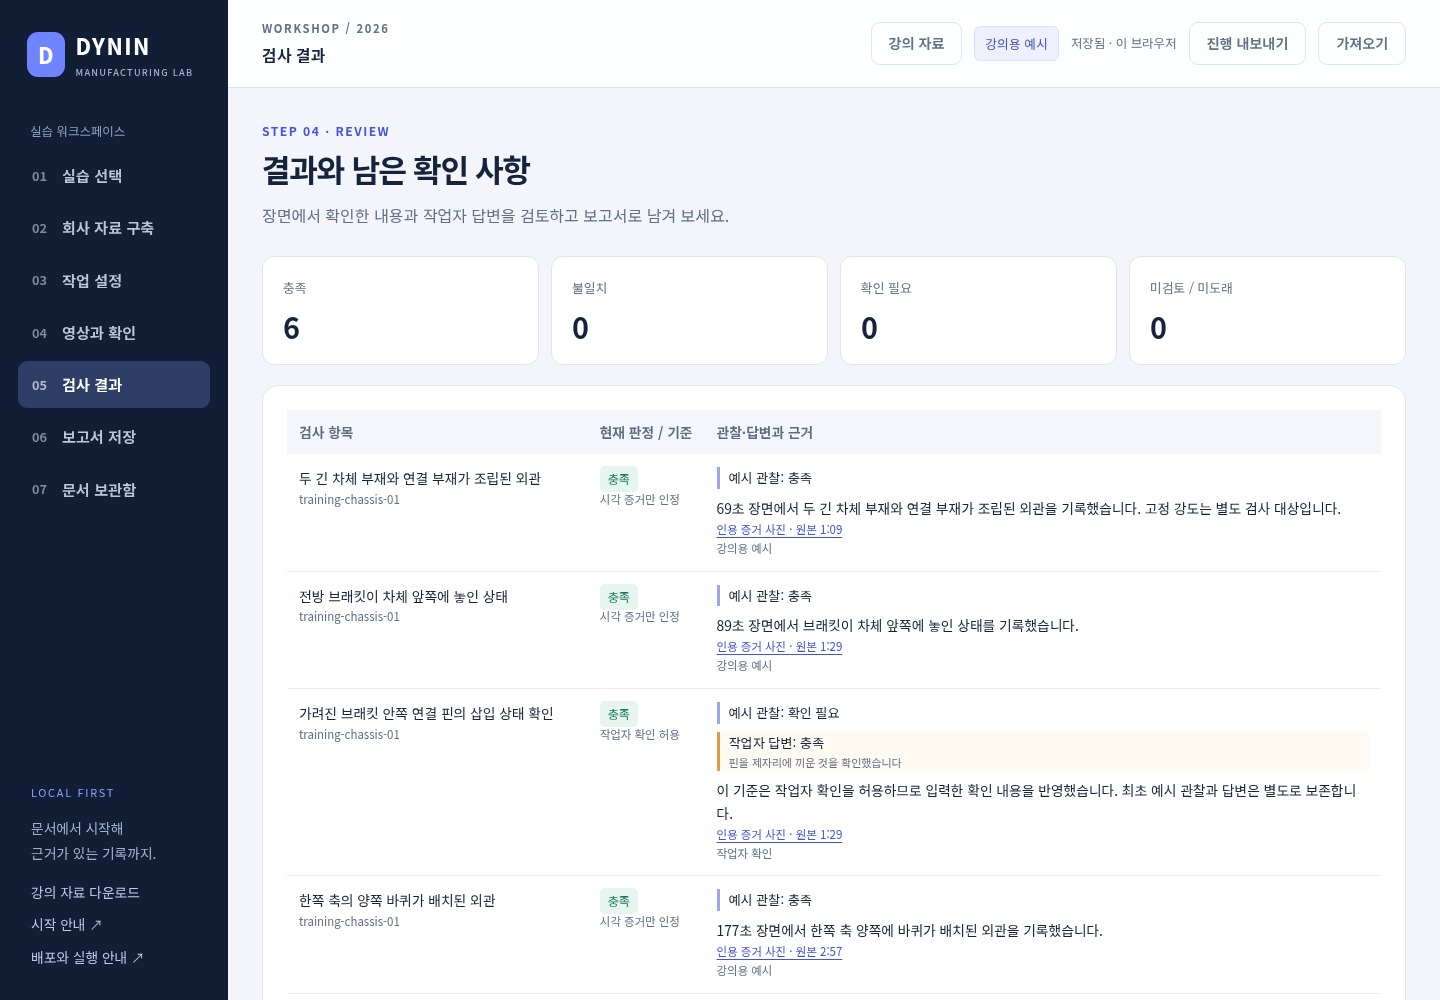 D
DYNIN
MANUFACTURING LAB
실습 워크스페이스
01 실습 선택
02 회사 자료 구축
03 작업 설정
04 영상과 확인
05 검사 결과
06 보고서 저장
07 문서 보관함
LOCAL FIRST
문서에서 시작해
근거가 있는 기록까지.
강의 자료 다운로드
시작 안내 ↗
배포와 실행 안내 ↗
WORKSHOP / 2026
검사 결과
강의 자료
강의용 예시
저장됨 · 이 브라우저
진행 내보내기
가져오기
STEP 04 · REVIEW
결과와 남은 확인 사항
장면에서 확인한 내용과 작업자 답변을 검토하고 보고서로 남겨 보세요.
충족
6
불일치
0
확인 필요
0
미검토 / 미도래
0
검사 항목 현재 판정 / 기준 관찰·답변과 근거
두 긴 차체 부재와 연결 부재가 조립된 외관
training-chassis-01
충족
시각 증거만 인정
예시 관찰: 충족
69초 장면에서 두 긴 차체 부재와 연결 부재가 조립된 외관을 기록했습니다. 고정 강도는 별도 검사 대상입니다.
인용 증거 사진 · 원본 1:09
강의용 예시
전방 브래킷이 차체 앞쪽에 놓인 상태
training-chassis-01
충족
시각 증거만 인정
예시 관찰: 충족
89초 장면에서 브래킷이 차체 앞쪽에 놓인 상태를 기록했습니다.
인용 증거 사진 · 원본 1:29
강의용 예시
가려진 브래킷 안쪽 연결 핀의 삽입 상태 확인
training-chassis-01
충족
작업자 확인 허용
예시 관찰: 확인 필요
작업자 답변: 충족
핀을 제자리에 끼운 것을 확인했습니다
이 기준은 작업자 확인을 허용하므로 입력한 확인 내용을 반영했습니다. 최초 예시 관찰과 답변은 별도로 보존합니
다.
인용 증거 사진 · 원본 1:29
작업자 확인
한쪽 축의 양쪽 바퀴가 배치된 외관
training-chassis-01
충족
시각 증거만 인정
예시 관찰: 충족
177초 장면에서 한쪽 축 양쪽에 바퀴가 배치된 외관을 기록했습니다.
인용 증거 사진 · 원본 2:57
강의용 예시